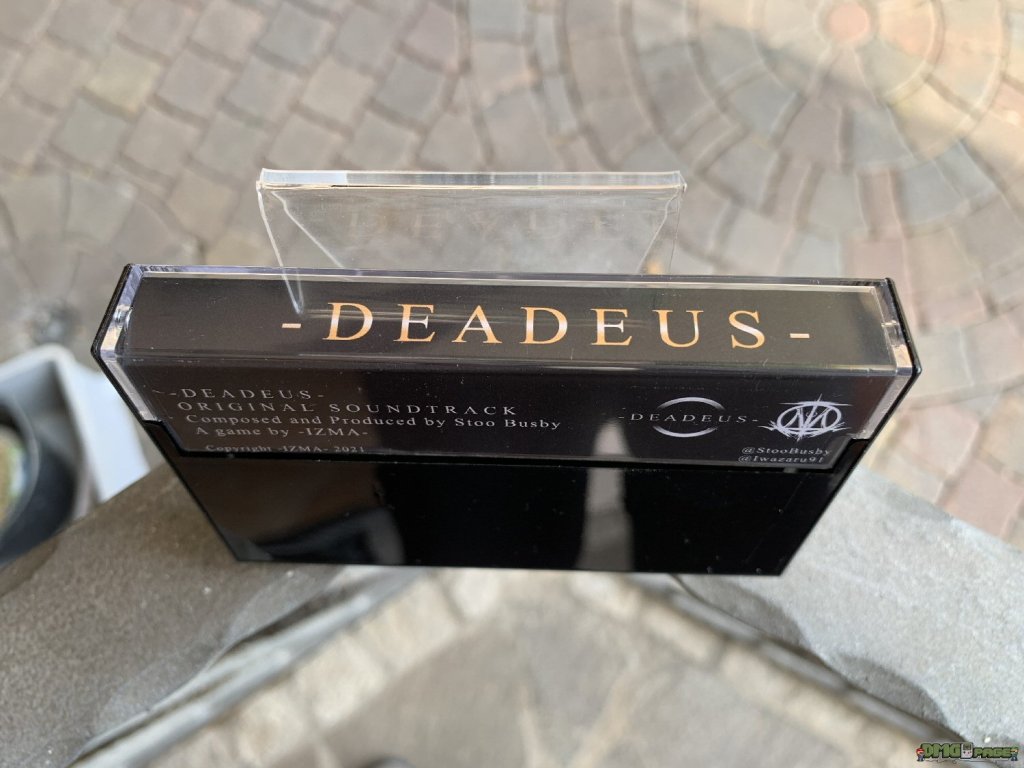 -DEADEUS-
-DEADEUS-
ORIGINAL SOUNDTRACK
Composed and Produced by Stoo Busby
A game by -IZMA-
Copyright -IZMA- 2021
-DEADEUS-
@StooBusby
@Iwazaru91
DMG PAGE